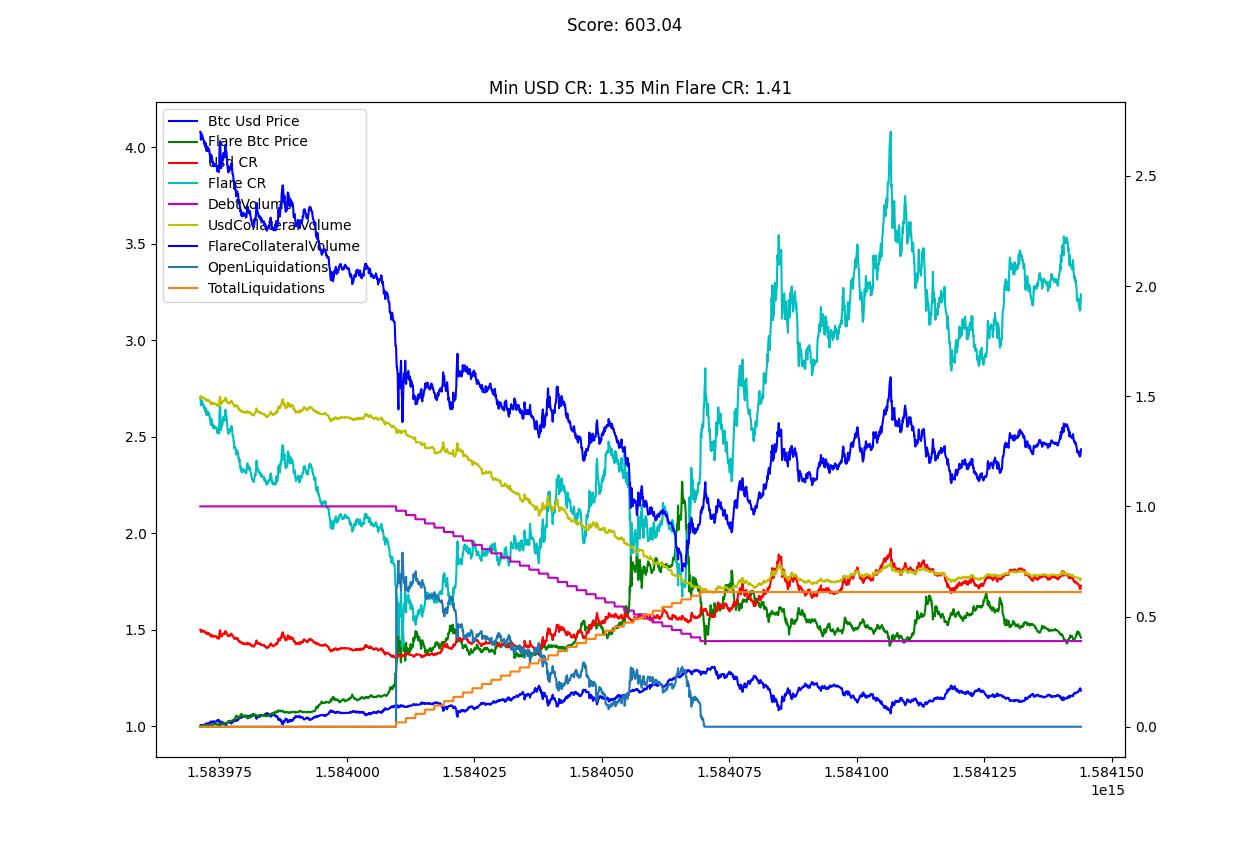 Score: 603.04
Min USD CR: 1.35 Min Flare CR: 1.41
Btc Usd Price
Flare Btc Price
Usd CR
Flare CR
DebtVolume
UsdCollateralVolume
FlareCollateralVolume
OpenLiquidations
TotalLiquidations
4.0
3.5
3.0
2.5
2.0
1.5
1.0
2.5
2.0
1.5
1.0
0.5
0.0
1.583975
1.584000
1.584025
1.584050
1.584075
1.584100
1.584125
1.584150
1e15